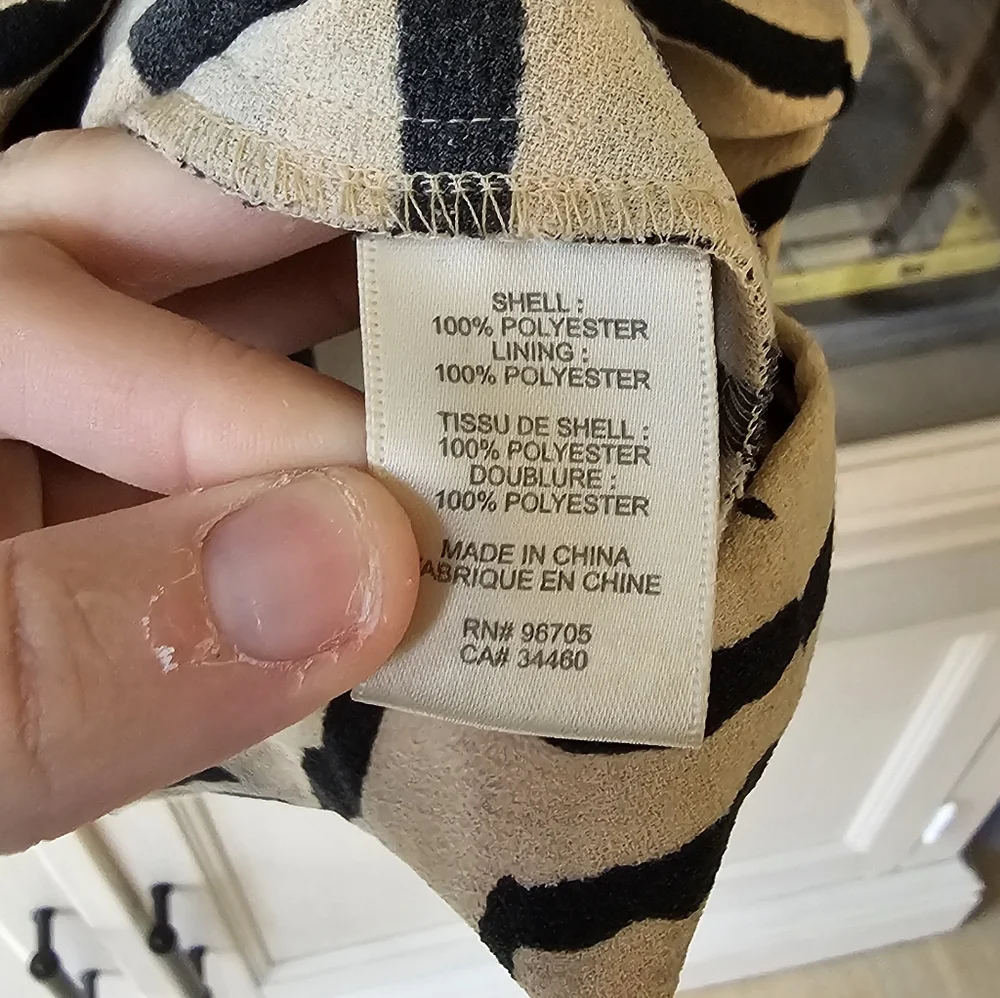 SHELL :
100% POLYESTER
LINING :
100% POLYESTER
TISSU DE SHELL :
100% POLYESTER
DOUBLURE :
100% POLYESTER
MADE IN CHINA
ABRIQUE EN CHINE
RN# 96705
CA# 34460